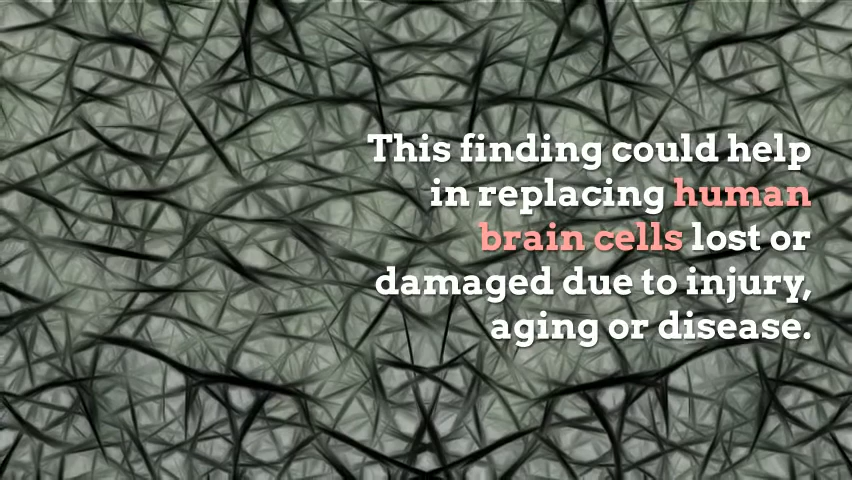 This finding could help
in replacing human
brain cells lost or
damaged due to injury,
aging or disease.